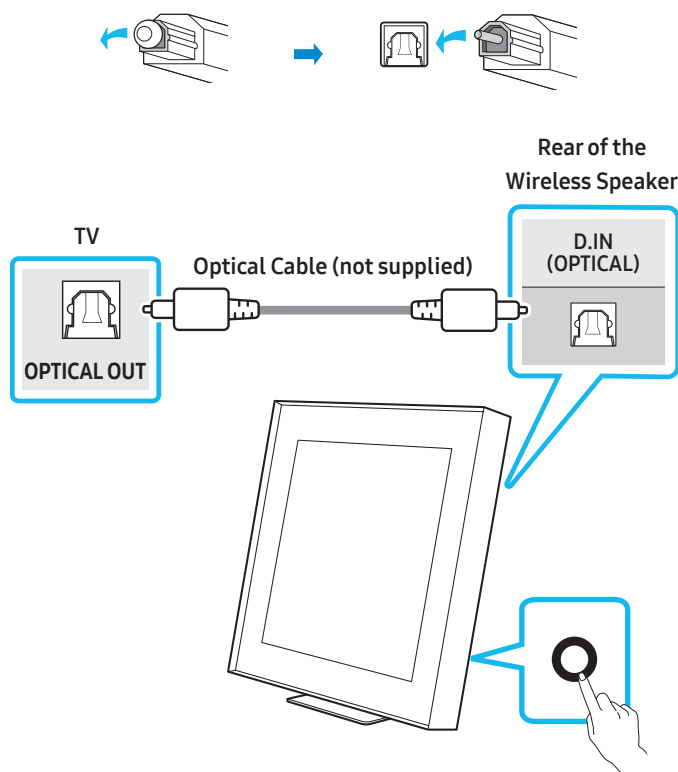 Rear of the
Wireless Speaker
TV
Optical Cable (not supplied)
D.IN
(OPTICAL)
OPTICAL OUT